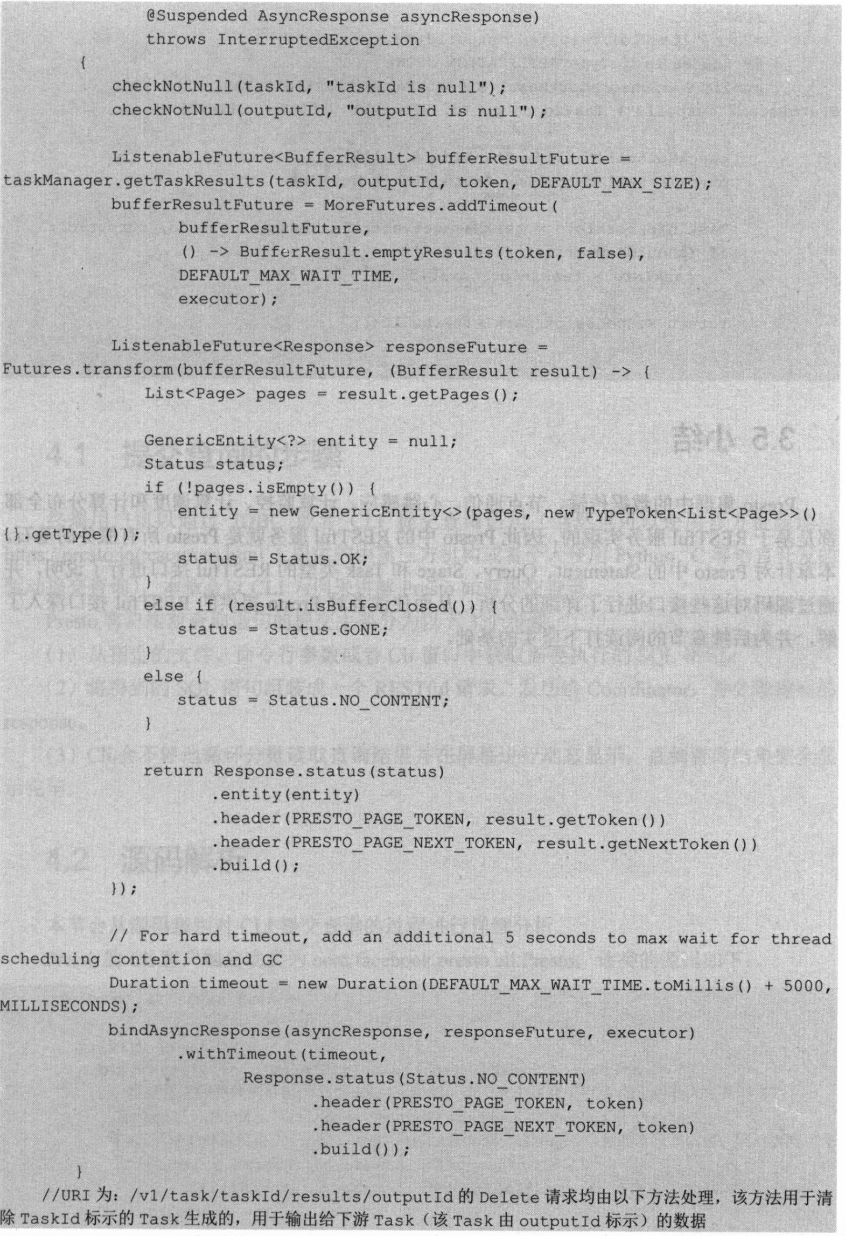 @Suspended AsyncResponse asyncResponse)
throws InterruptedException
{
checkNotNull(taskId, "taskId is null");
checkNotNull(outputId, "outputId is null");
ListenableFuture<BufferResult> bufferResultFuture =
taskManager.getTaskResults(taskId, outputId, token, DEFAULT_MAX_SIZE);
bufferResultFuture = MoreFutures.addTimeout(
bufferResultFuture,
() -> BufferResult.emptyResults(token, false),
DEFAULT_MAX_WAIT_TIME,
executor);
ListenableFuture<Response> responseFuture =
Futures.transform(bufferResultFuture, (BufferResult result) -> {
List<Page> pages = result.getPages();
GenericEntity<?> entity = null;
Status status;
if (!pages.isEmpty()) {
entity = new GenericEntity<>(pages, new TypeToken<List<Page>>()
{}.getType());
status = Status.OK;
}
else if (result.isBufferClosed()) {
status = Status.GONE;
}
else {
status = Status.NO_CONTENT;
}
return Response.status(status)
.entity(entity)
.header(PRESTO_PAGE_TOKEN, result.getToken())
.header(PRESTO_PAGE_NEXT_TOKEN, result.getNextToken())
.build();
});
// For hard timeout, add an additional 5 seconds to max wait for thread
scheduling contention and GC
Duration timeout = new Duration(DEFAULT_MAX_WAIT_TIME.toMillis() + 5000,
MILLISECONDS);
bindAsyncResponse(asyncResponse, responseFuture, executor)
.withTimeout(timeout,
Response.status(Status.NO_CONTENT)
.header(PRESTO_PAGE_TOKEN, token)
.header(PRESTO_PAGE_NEXT_TOKEN, token)
.build());
}
//URI 为: /v1/task/taskId/results/outputId 的 Delete 请求均由以下方法处理，该方法用于清
除 TaskId 标示的 Task 生成的，用于输出给下游 Task（该 Task 由 outputId 标示）的数据